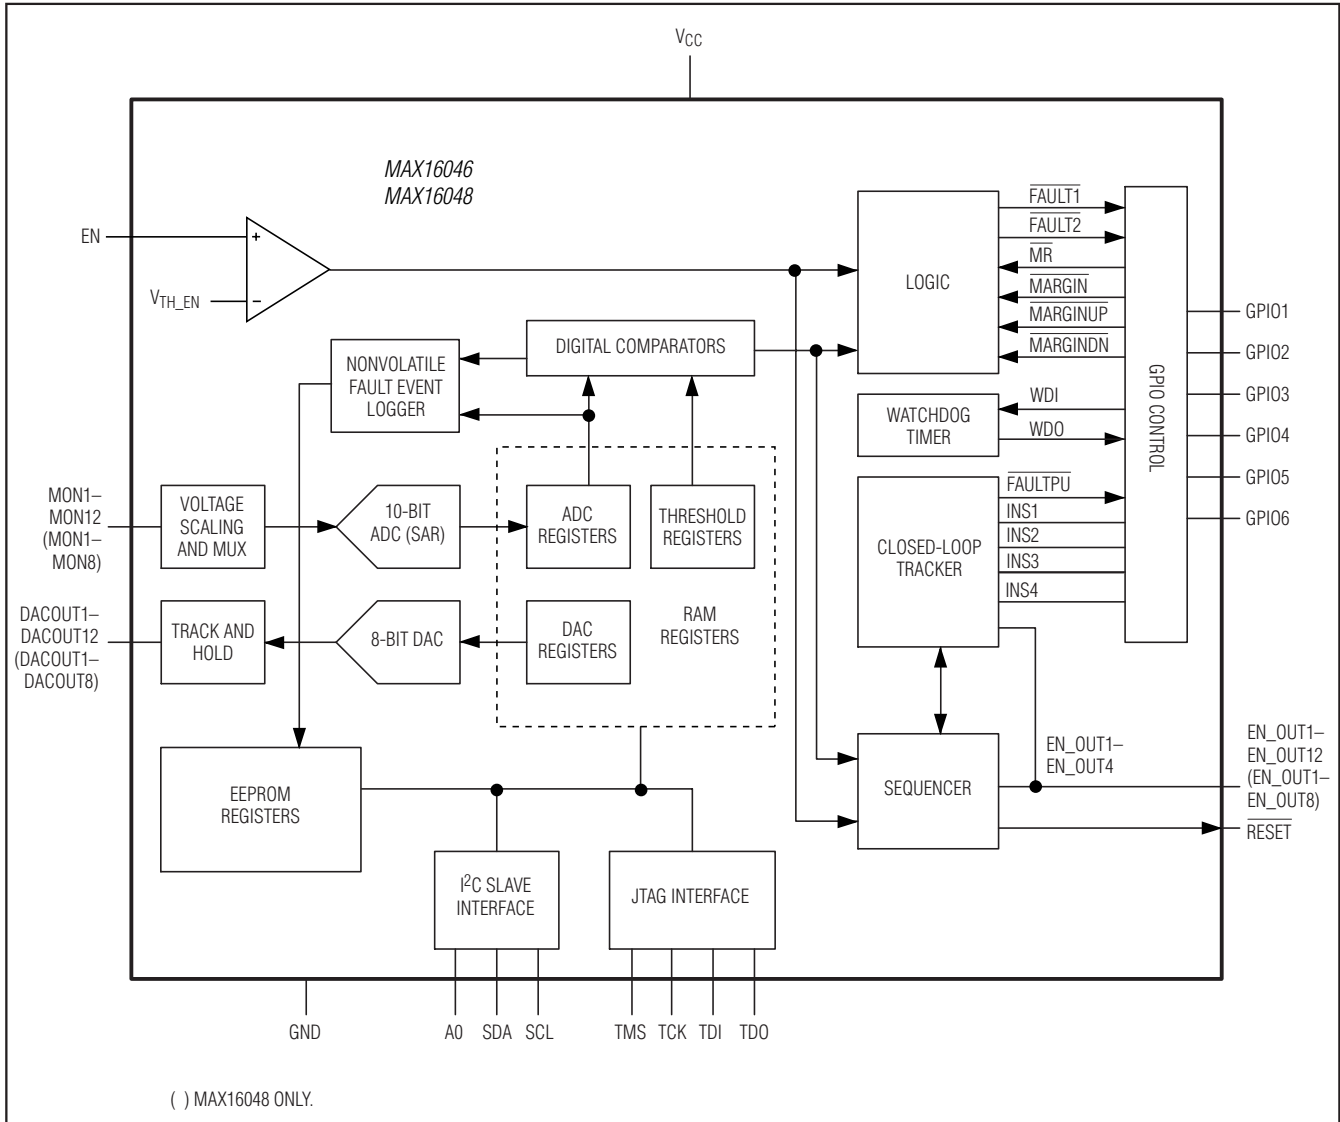 VCC
MAX16046
MAX16048
EN
VTH_EN
+
−
LOGIC
FAULT1
FAULT2
MR
MARGIN
MARGINUP
MARGINDN
GPIO CONTROL
GPIO1
GPIO2
GPIO3
GPIO4
GPIO5
GPIO6
DIGITAL COMPARATORS
NONVOLATILE
FAULT EVENT
LOGGER
WATCHDOG
TIMER
WDI
WDO
MON1–
MON12
(MON1–
MON8)
VOLTAGE
SCALING
AND MUX
10-BIT
ADC (SAR)
ADC
REGISTERS
THRESHOLD
REGISTERS
CLOSED-LOOP
TRACKER
FAULTPU
INS1
INS2
INS3
INS4
DACOUT1–
DACOUT12
(DACOUT1–
DACOUT8)
TRACK AND
HOLD
8-BIT DAC
DAC
REGISTERS
RAM
REGISTERS
EEPROM
REGISTERS
SEQUENCER
EN_OUT1–
EN_OUT4
EN_OUT1–
EN_OUT12
(EN_OUT1–
EN_OUT8)
RESET
I2C SLAVE
INTERFACE
JTAG INTERFACE
GND
A0
SDA
SCL
TMS
TCK
TDI
TDO
( ) MAX16048 ONLY.